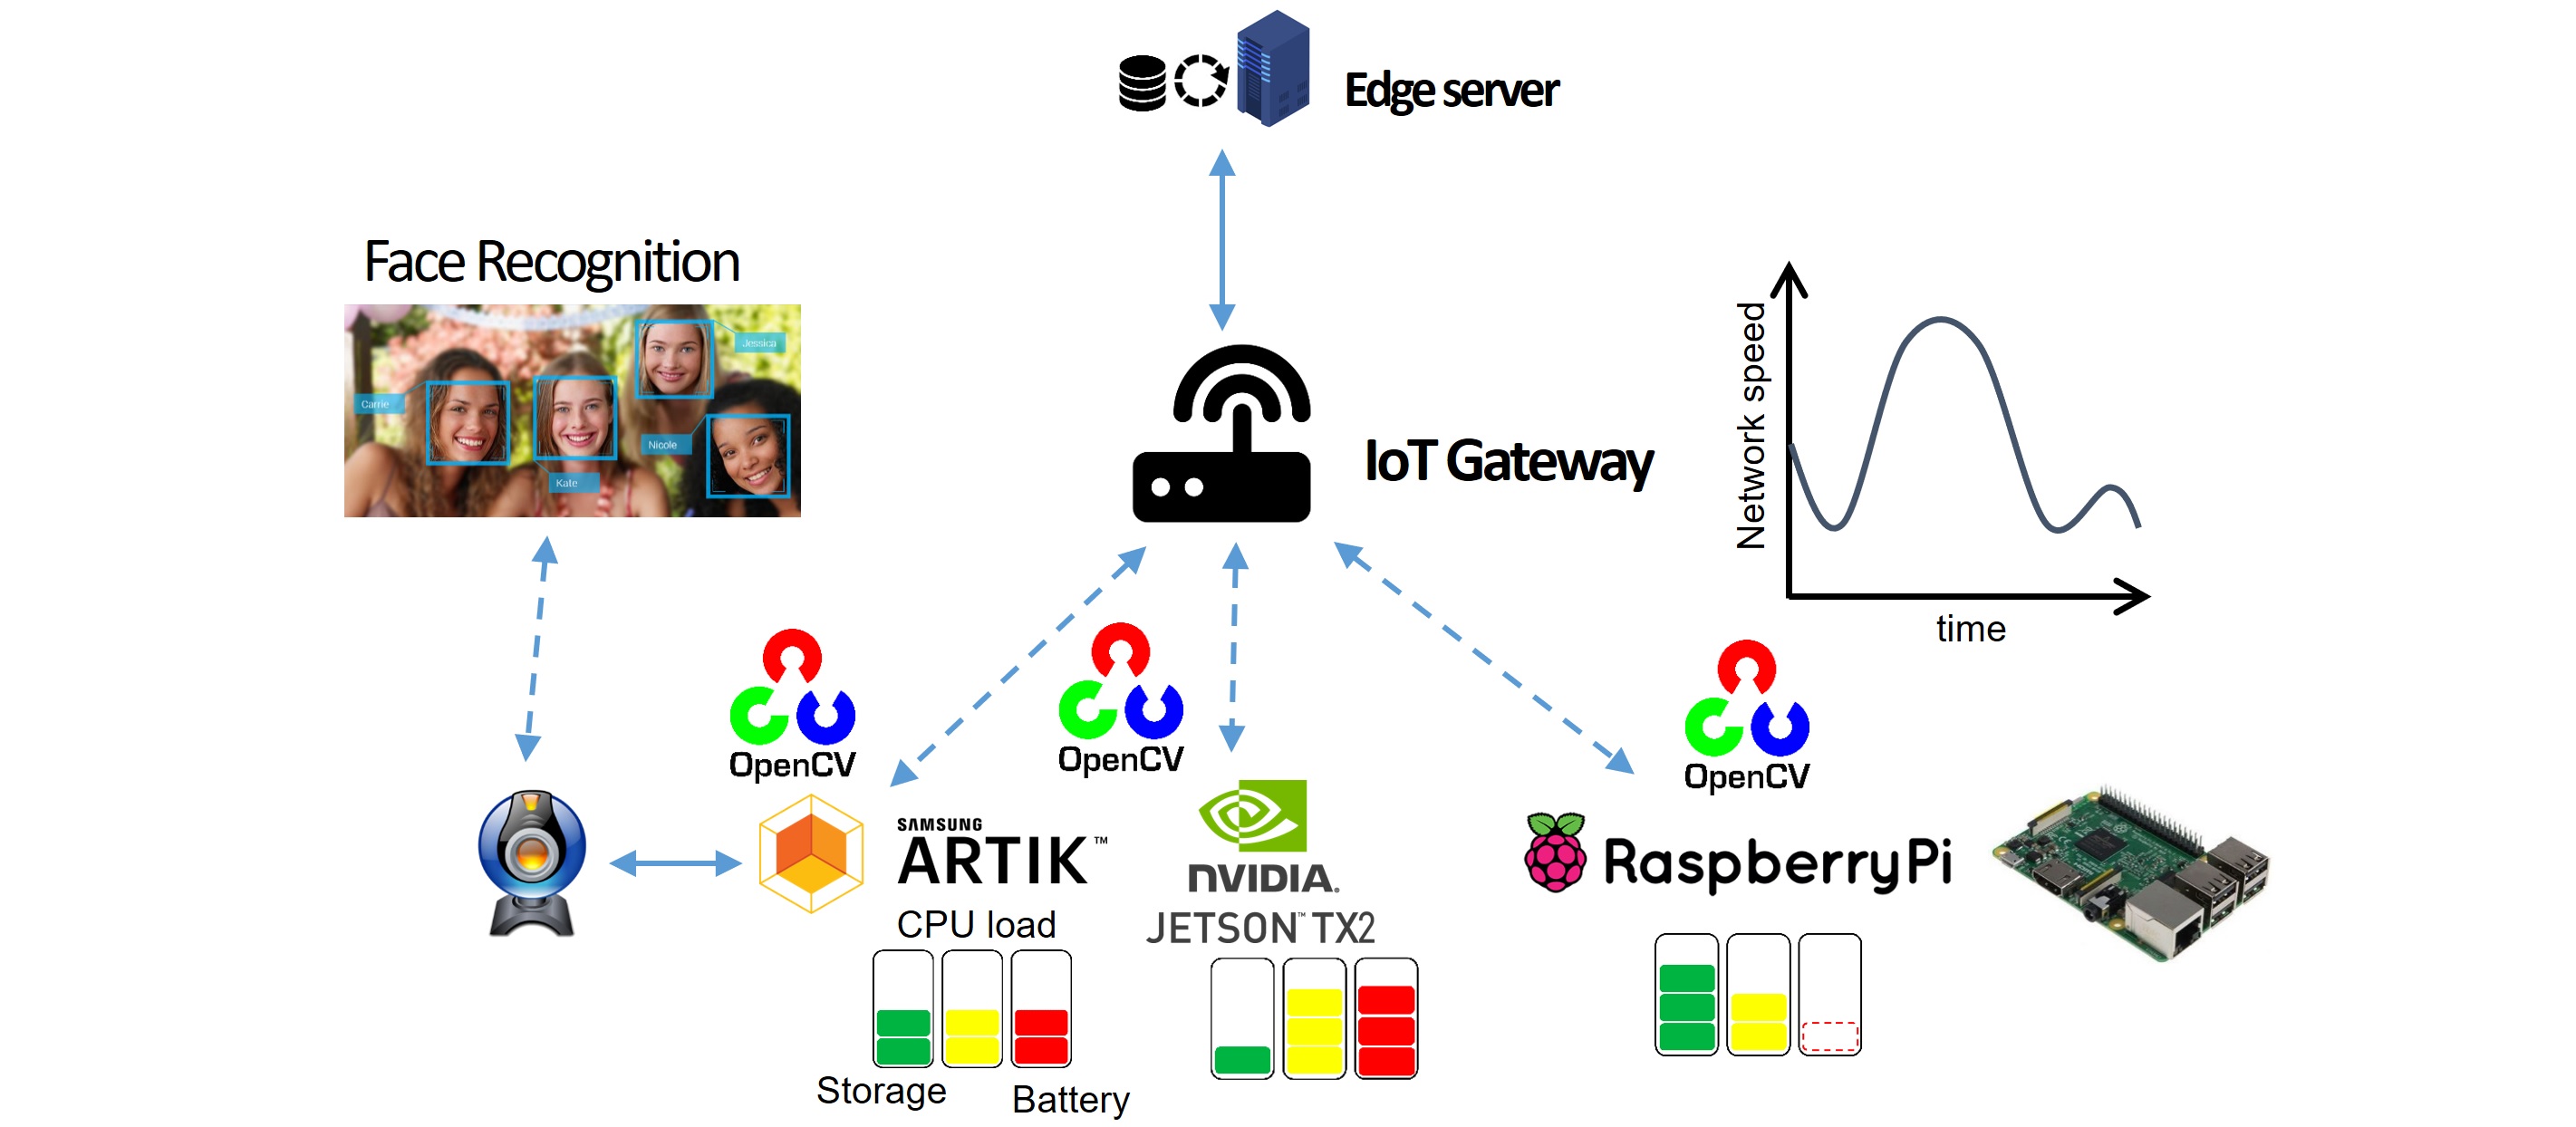 Edge server
Face Recognition
Jessica
Carrie
Nicole
Kate
IoT Gateway
Network speed
time
OpenCV
OpenCV
OpenCV
SAMSUNG
ARTIK™
NVIDIA.
JETSON™ TX2
RaspberryPi
CPU load
Storage
Battery